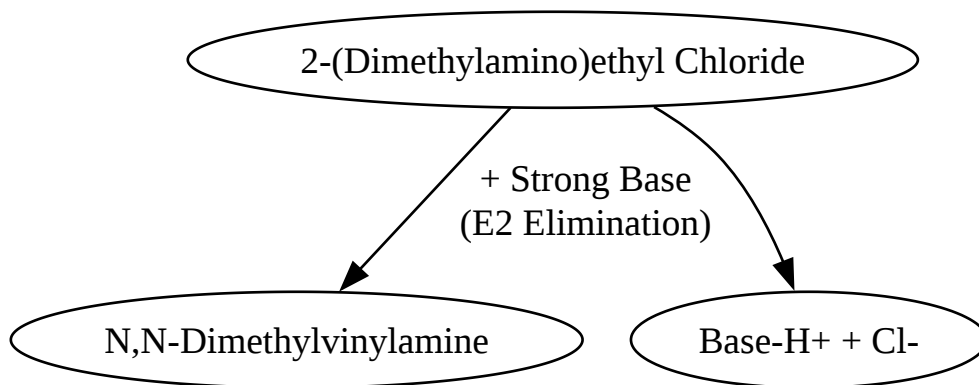 2-(Dimethylamino)ethyl Chloride
+ Strong Base
(E2 Elimination)
N,N-Dimethylvinylamine
Base-H+ + Cl-